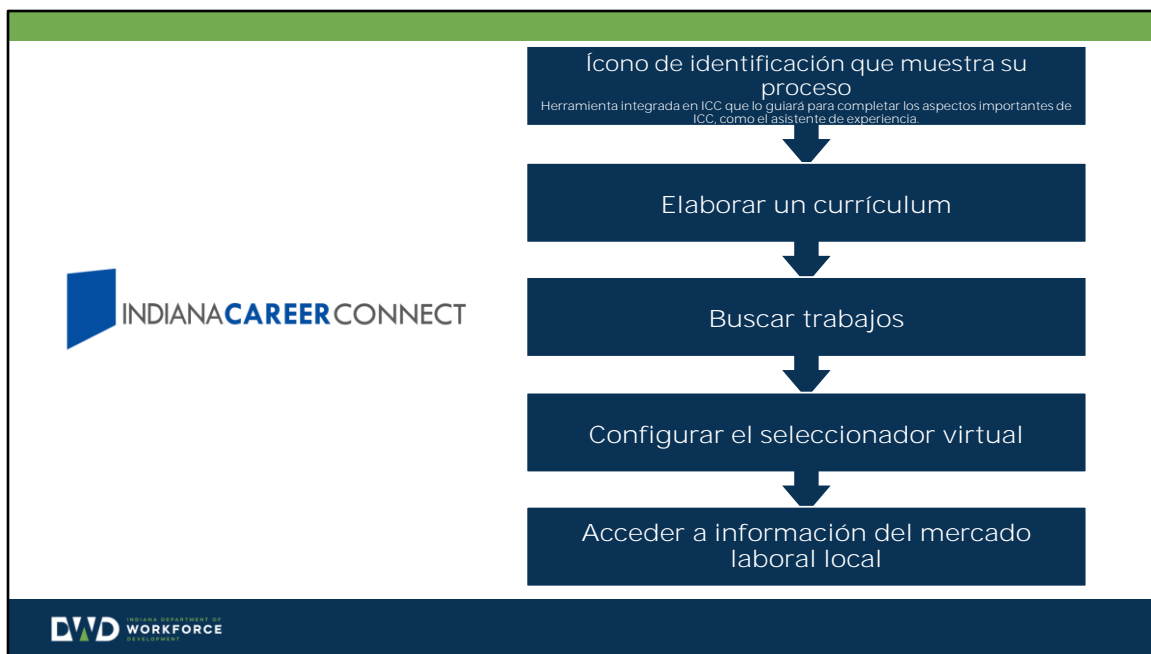 Ícono de identificación que muestra su
proceso
Herramienta integrada en ICC que lo guiará para completar los aspectos importantes de
ICC, como el asistente de experiencia.
Elaborar un currículum
INDIANACAREERCONNECT
Buscar trabajos
Configurar el seleccionador virtual
Acceder a información del mercado
laboral local
DWD
INDIANA DEPARTMENT OF
WORKFORCE
DEVELOPMENT